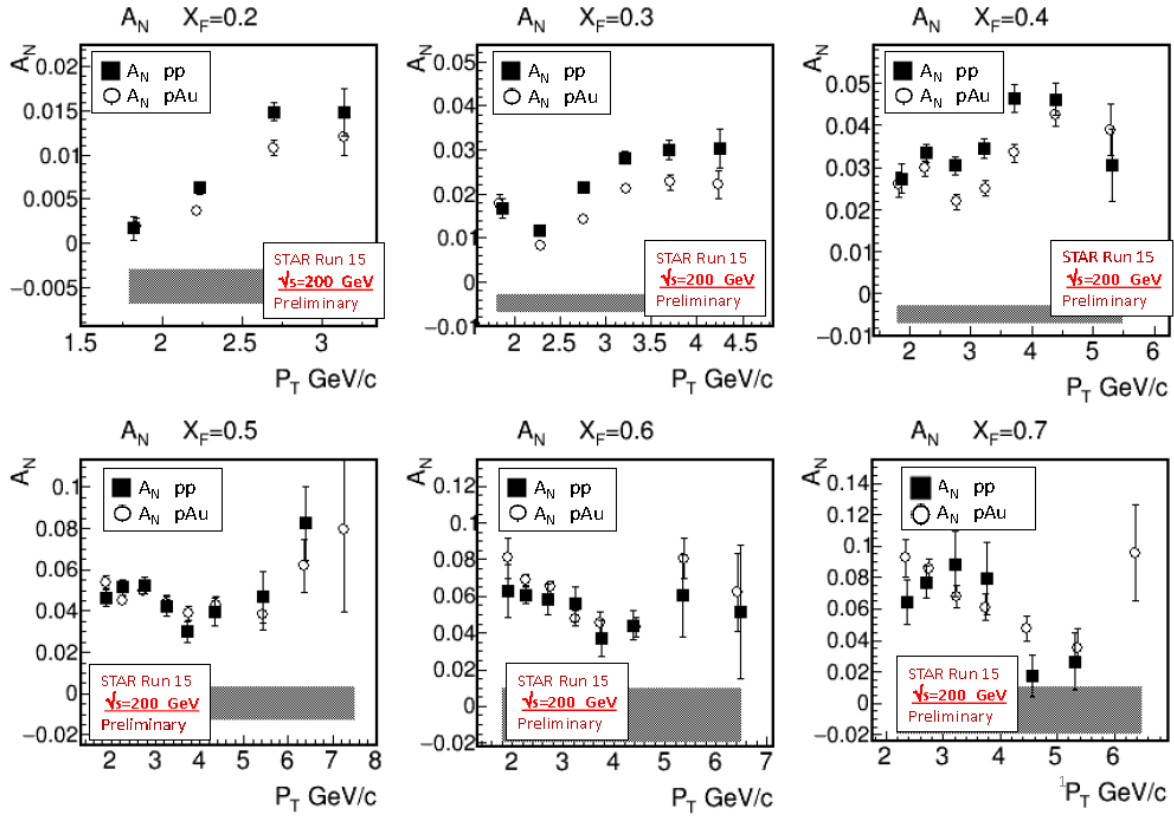 A_N X_F=0.2
A_N
A_N pp
A_N pAu
0.02
0.015
0.01
0.005
0
−0.005
STAR Run 15
√s=200 GeV
Preliminary
1.5 2 2.5 3
P_T GeV/c
A_N X_F=0.3
A_N
A_N pp
A_N pAu
0.05
0.04
0.03
0.02
0.01
0
−0.01
STAR Run 15
√s=200 GeV
Preliminary
2 2.5 3 3.5 4 4.5
P_T GeV/c
A_N X_F=0.4
A_N
A_N pp
A_N pAu
0.05
0.04
0.03
0.02
0.01
0
−0.01
STAR Run 15
√s=200 GeV
Preliminary
2 3 4 5 6
P_T GeV/c
A_N X_F=0.5
A_N
A_N pp
A_N pAu
0.1
0.08
0.06
0.04
0.02
0
−0.02
STAR Run 15
√s=200 GeV
Preliminary
2 3 4 5 6 7 8
P_T GeV/c
A_N X_F=0.6
A_N
A_N pp
A_N pAu
0.12
0.1
0.08
0.06
0.04
0.02
0
−0.02
STAR Run 15
√s=200 GeV
Preliminary
2 3 4 5 6 7
P_T GeV/c
A_N X_F=0.7
A_N
A_N pp
A_N pAu
0.14
0.12
0.1
0.08
0.06
0.04
0.02
0
−0.02
STAR Run 15
√s=200 GeV
Preliminary
2 3 4 5 6
1
P_T GeV/c